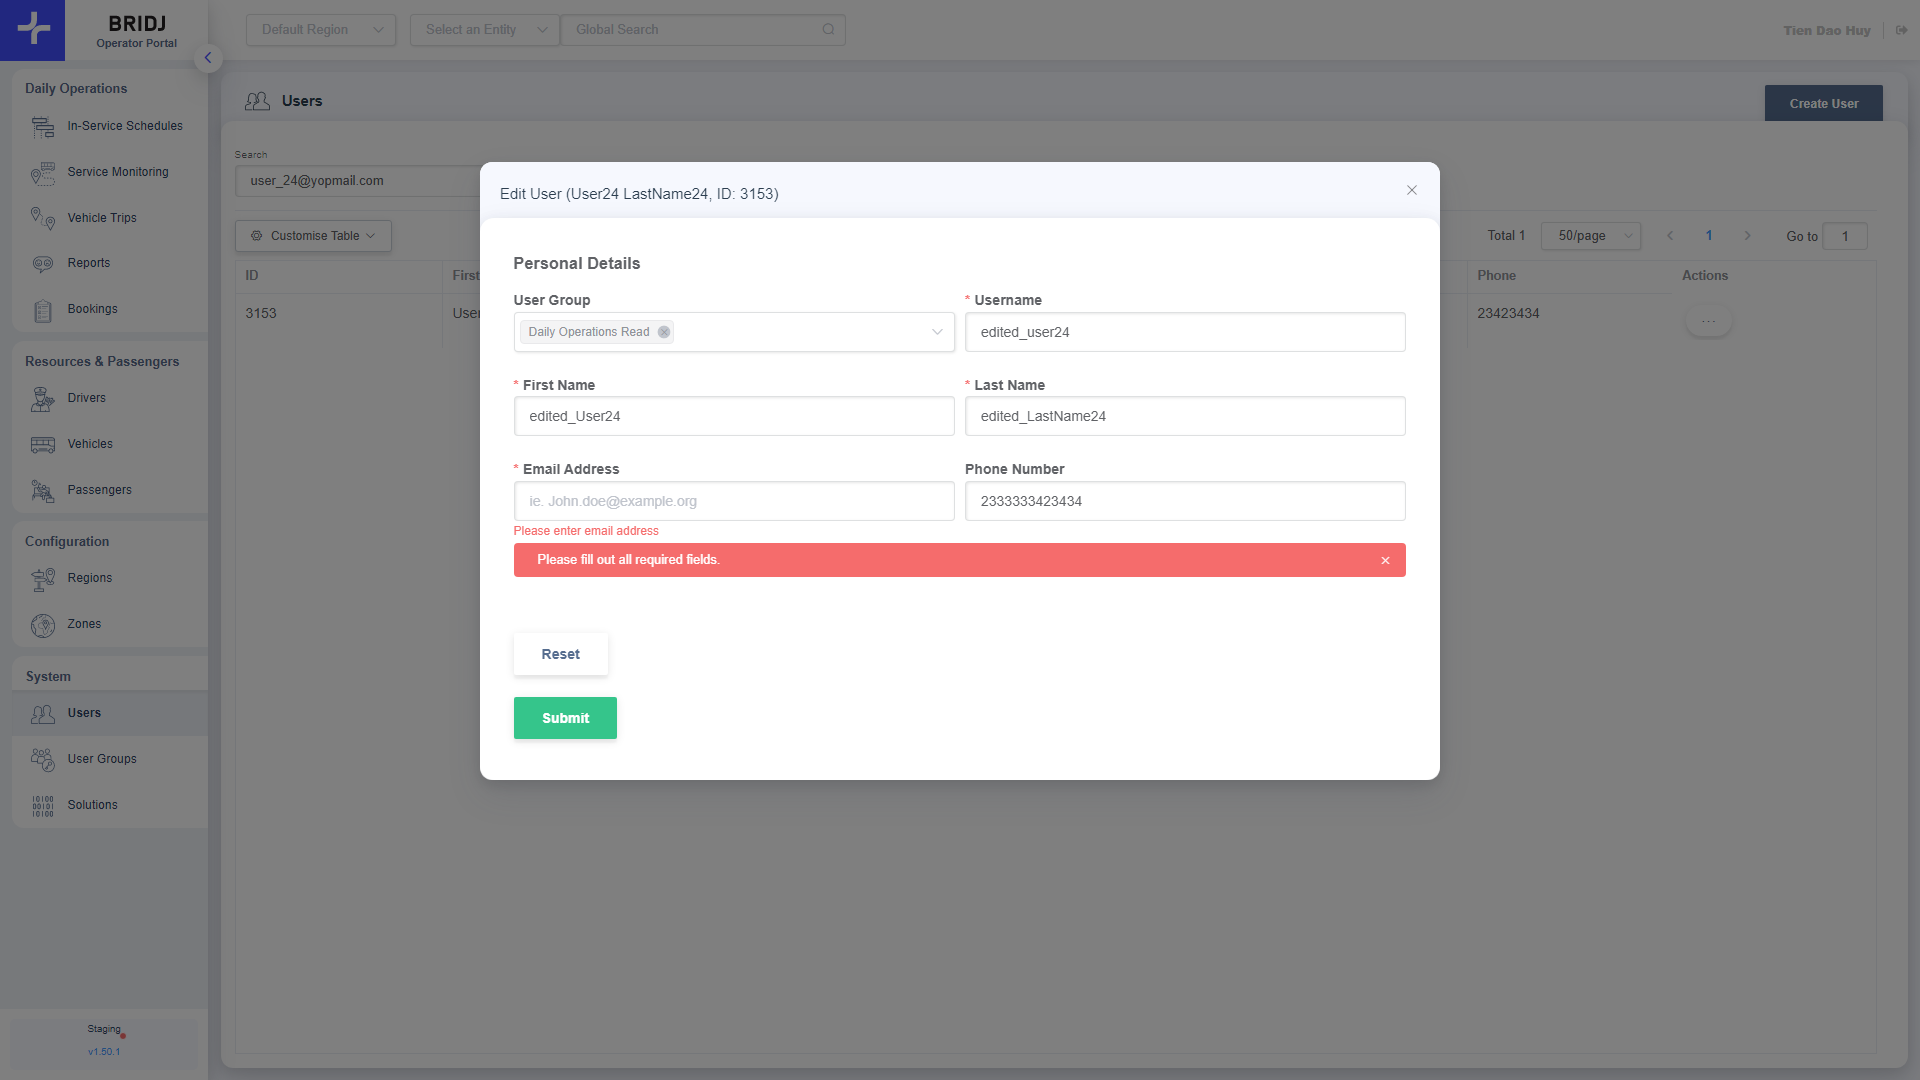 BRIDJ
Operator Portal
Default Region
Select an Entity
Global Search
Tien Dao Huy
Daily Operations
In-Service Schedules
Service Monitoring
Vehicle Trips
Reports
Bookings
Resources & Passengers
Drivers
Vehicles
Passengers
Configuration
Regions
Zones
System
Users
User Groups
Solutions
Staging
v1.50.1
Users
Create User
Search
user_24@yopmail.com
Customise Table
Total 1
50/page
1
Go to
1
ID
First
Phone
Actions
3153
User
23423434
...
Edit User (User24 LastName24, ID: 3153)
Personal Details
User Group
Daily Operations Read
* Username
edited_user24
* First Name
edited_User24
* Last Name
edited_LastName24
* Email Address
ie. John.doe@example.org
Please enter email address
Phone Number
2333333423434
Please fill out all required fields.
Reset
Submit